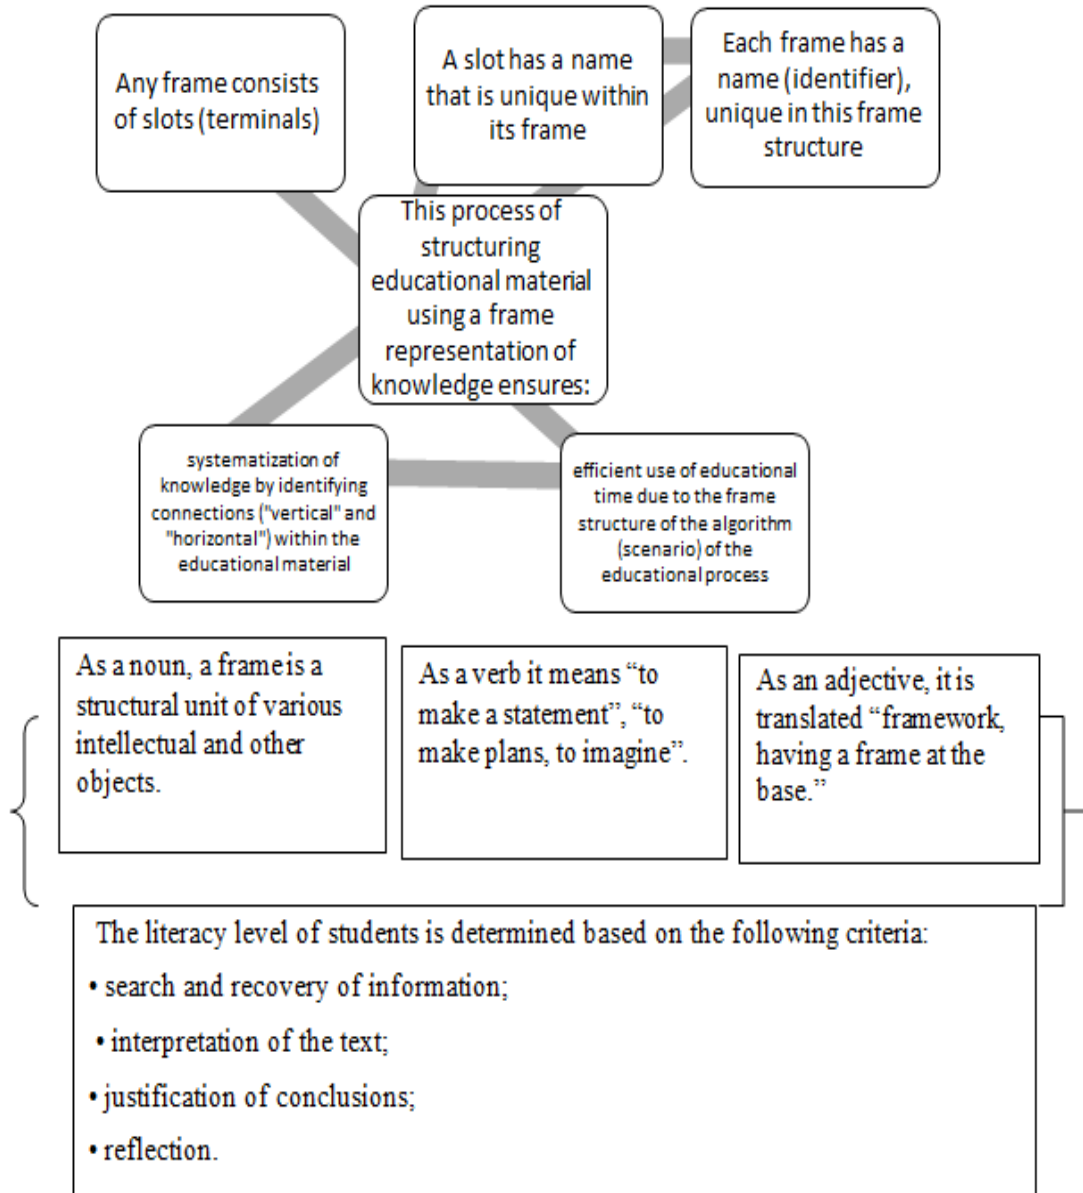 Any frame consists
of slots (terminals)
A slot has a name
that is unique within
its frame
Each frame has a
name (identifier),
unique in this frame
structure
This process of
structuring
educational material
using a frame
representation of
knowledge ensures:
systematization of
knowledge by identifying
connections ("vertical" and
"horizontal") within the
educational material
efficient use of educational
time due to the frame
structure of the algorithm
(scenario) of the
educational process
As a noun, a frame is a
structural unit of various
intellectual and other
objects.
As a verb it means “to
make a statement”, “to
make plans, to imagine”.
As an adjective, it is
translated “framework,
having a frame at the
base.”
The literacy level of students is determined based on the following criteria:
• search and recovery of information;
• interpretation of the text;
• justification of conclusions;
• reflection.